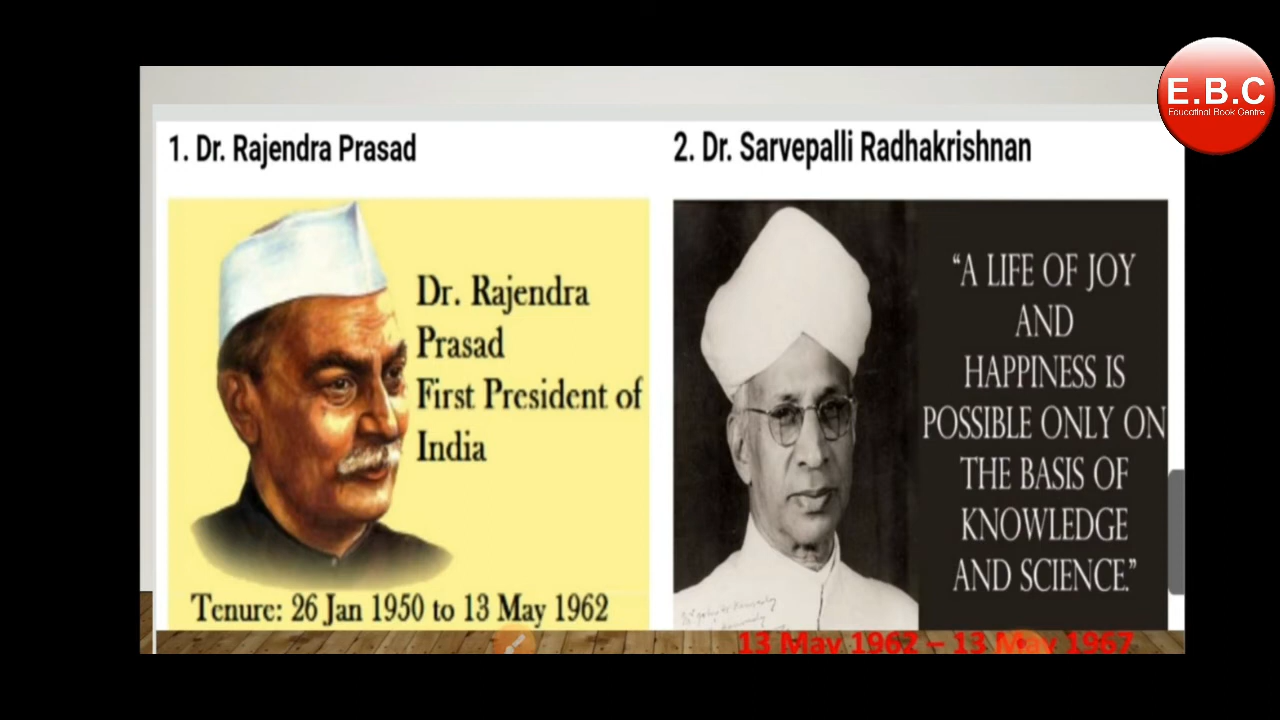 E.B.C
Educatinal Book Centre
1. Dr. Rajendra Prasad
Dr. Rajendra
Prasad
First President of
India
Tenure: 26 Jan 1950 to 13 May 1962
2. Dr. Sarvepalli Radhakrishnan
“A LIFE OF JOY
AND
HAPPINESS IS
POSSIBLE ONLY ON
THE BASIS OF
KNOWLEDGE
AND SCIENCE.”
13 May 1962 – 13 May 1967